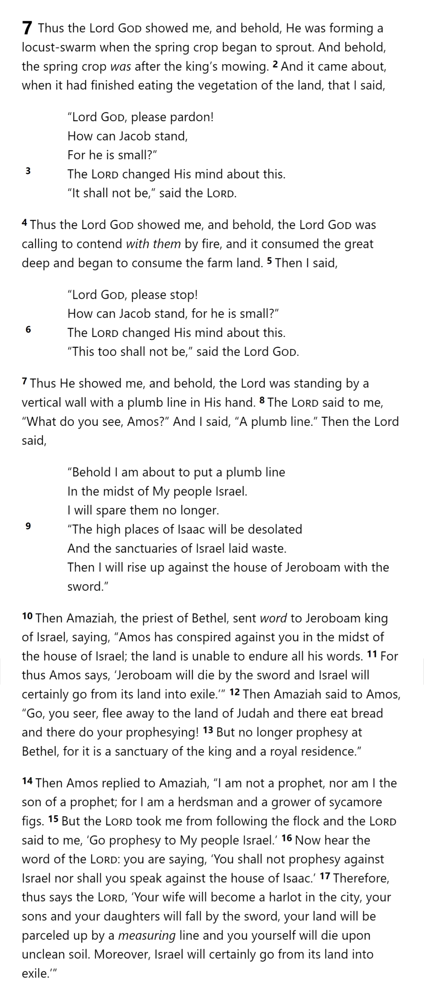 7 Thus the Lord GOD showed me, and behold, He was forming a
locust-swarm when the spring crop began to sprout. And behold,
the spring crop was after the king’s mowing. 2 And it came about,
when it had finished eating the vegetation of the land, that I said,
“Lord GOD, please pardon!
How can Jacob stand,
For he is small?”
3 The LORD changed His mind about this.
“It shall not be,” said the LORD.
4 Thus the Lord GOD showed me, and behold, the Lord GOD was
calling to contend with them by fire, and it consumed the great
deep and began to consume the farm land. 5 Then I said,
“Lord GOD, please stop!
How can Jacob stand, for he is small?”
6 The LORD changed His mind about this.
“This too shall not be,” said the Lord GOD.
7 Thus He showed me, and behold, the Lord was standing by a
vertical wall with a plumb line in His hand. 8 The LORD said to me,
“What do you see, Amos?” And I said, “A plumb line.” Then the Lord
said,
“Behold I am about to put a plumb line
In the midst of My people Israel.
I will spare them no longer.
9 “The high places of Isaac will be desolated
And the sanctuaries of Israel laid waste.
Then I will rise up against the house of Jeroboam with the
sword.”
10 Then Amaziah, the priest of Bethel, sent word to Jeroboam king
of Israel, saying, “Amos has conspired against you in the midst of
the house of Israel; the land is unable to endure all his words. 11 For
thus Amos says, ‘Jeroboam will die by the sword and Israel will
certainly go from its land into exile.’” 12 Then Amaziah said to Amos,
“Go, you seer, flee away to the land of Judah and there eat bread
and there do your prophesying! 13 But no longer prophesy at
Bethel, for it is a sanctuary of the king and a royal residence.”
14 Then Amos replied to Amaziah, “I am not a prophet, nor am I the
son of a prophet; for I am a herdsman and a grower of sycamore
figs. 15 But the LORD took me from following the flock and the LORD
said to me, ‘Go prophesy to My people Israel.’ 16 Now hear the
word of the LORD: you are saying, ‘You shall not prophesy against
Israel nor shall you speak against the house of Isaac.’ 17 Therefore,
thus says the LORD, ‘Your wife will become a harlot in the city, your
sons and your daughters will fall by the sword, your land will be
parceled up by a measuring line and you yourself will die upon
unclean soil. Moreover, Israel will certainly go from its land into
exile.’”